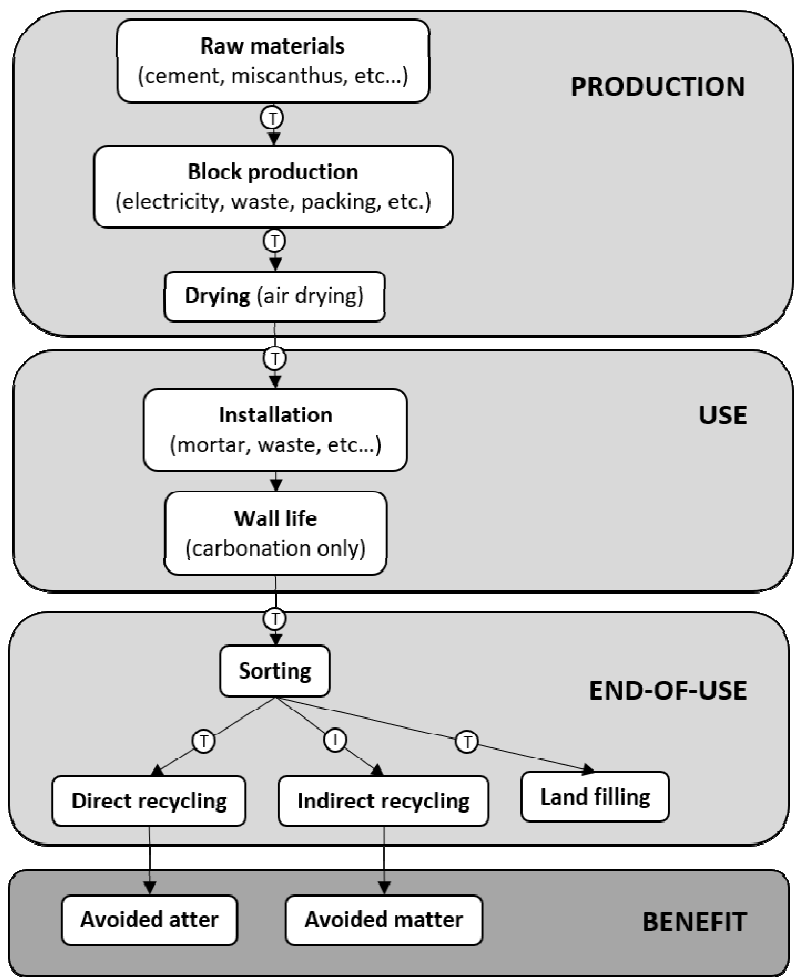 Raw materials
(cement, miscanthus, etc...)
PRODUCTION
T
Block production
(electricity, waste, packing, etc.)
T
Drying (air drying)
T
Installation
(mortar, waste, etc...)
USE
Wall life
(carbonation only)
T
Sorting
END-OF-USE
T
I
T
Direct recycling
Indirect recycling
Land filling
Avoided atter
Avoided matter
BENEFIT